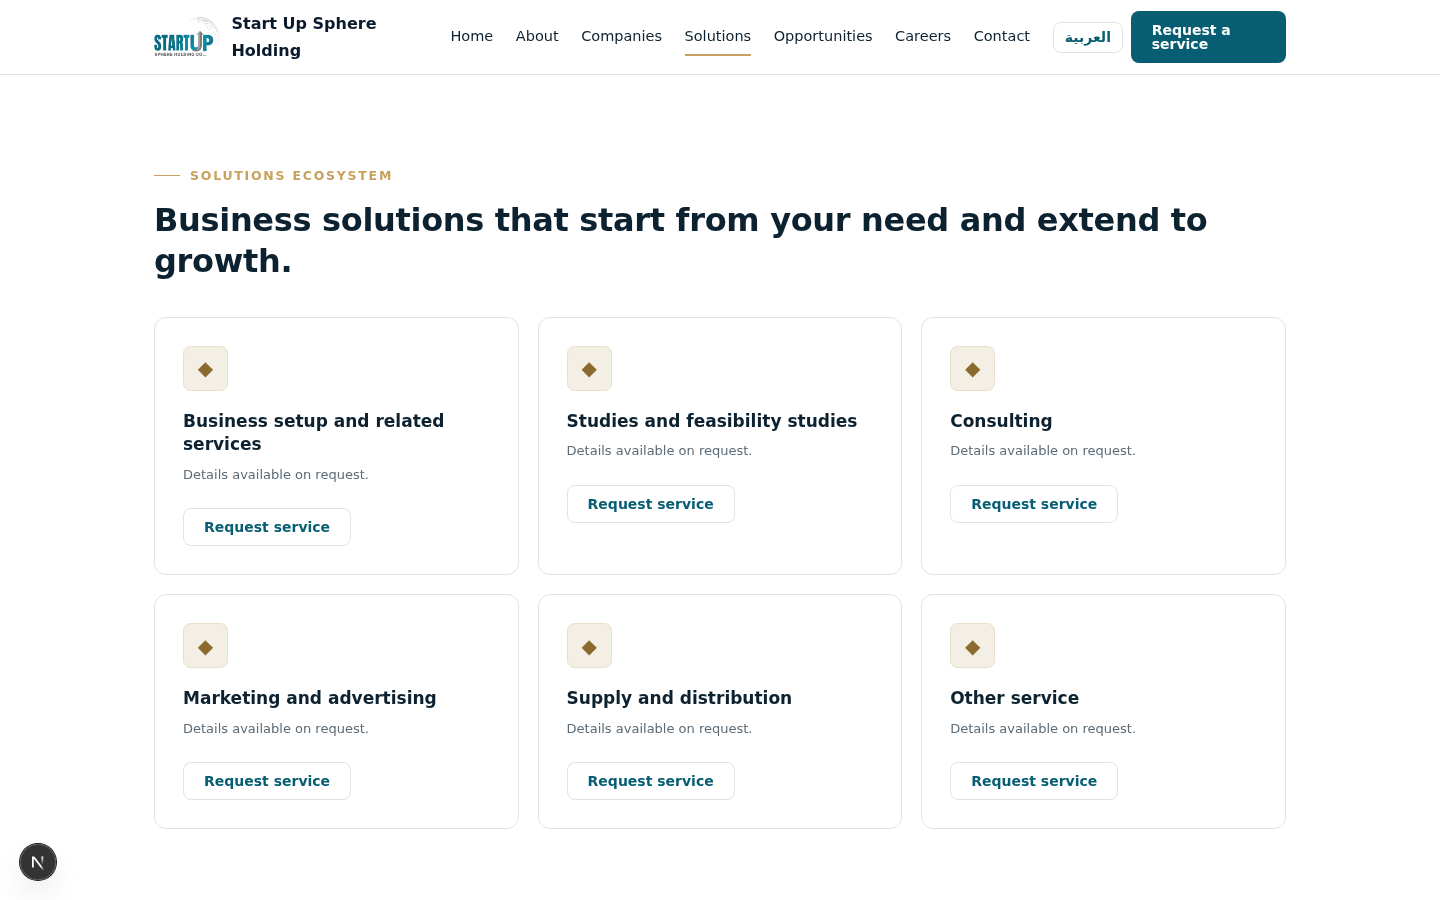 STARTUP
SPHERE HOLDING CO..
Start Up Sphere
Holding
Home
About
Companies
Solutions
Opportunities
Careers
Contact
العربية
Request a
service
SOLUTIONS ECOSYSTEM
Business solutions that start from your need and extend to
growth.
Business setup and related
services
Details available on request.
Request service
Studies and feasibility studies
Details available on request.
Request service
Consulting
Details available on request.
Request service
Marketing and advertising
Details available on request.
Request service
Supply and distribution
Details available on request.
Request service
Other service
Details available on request.
Request service
N